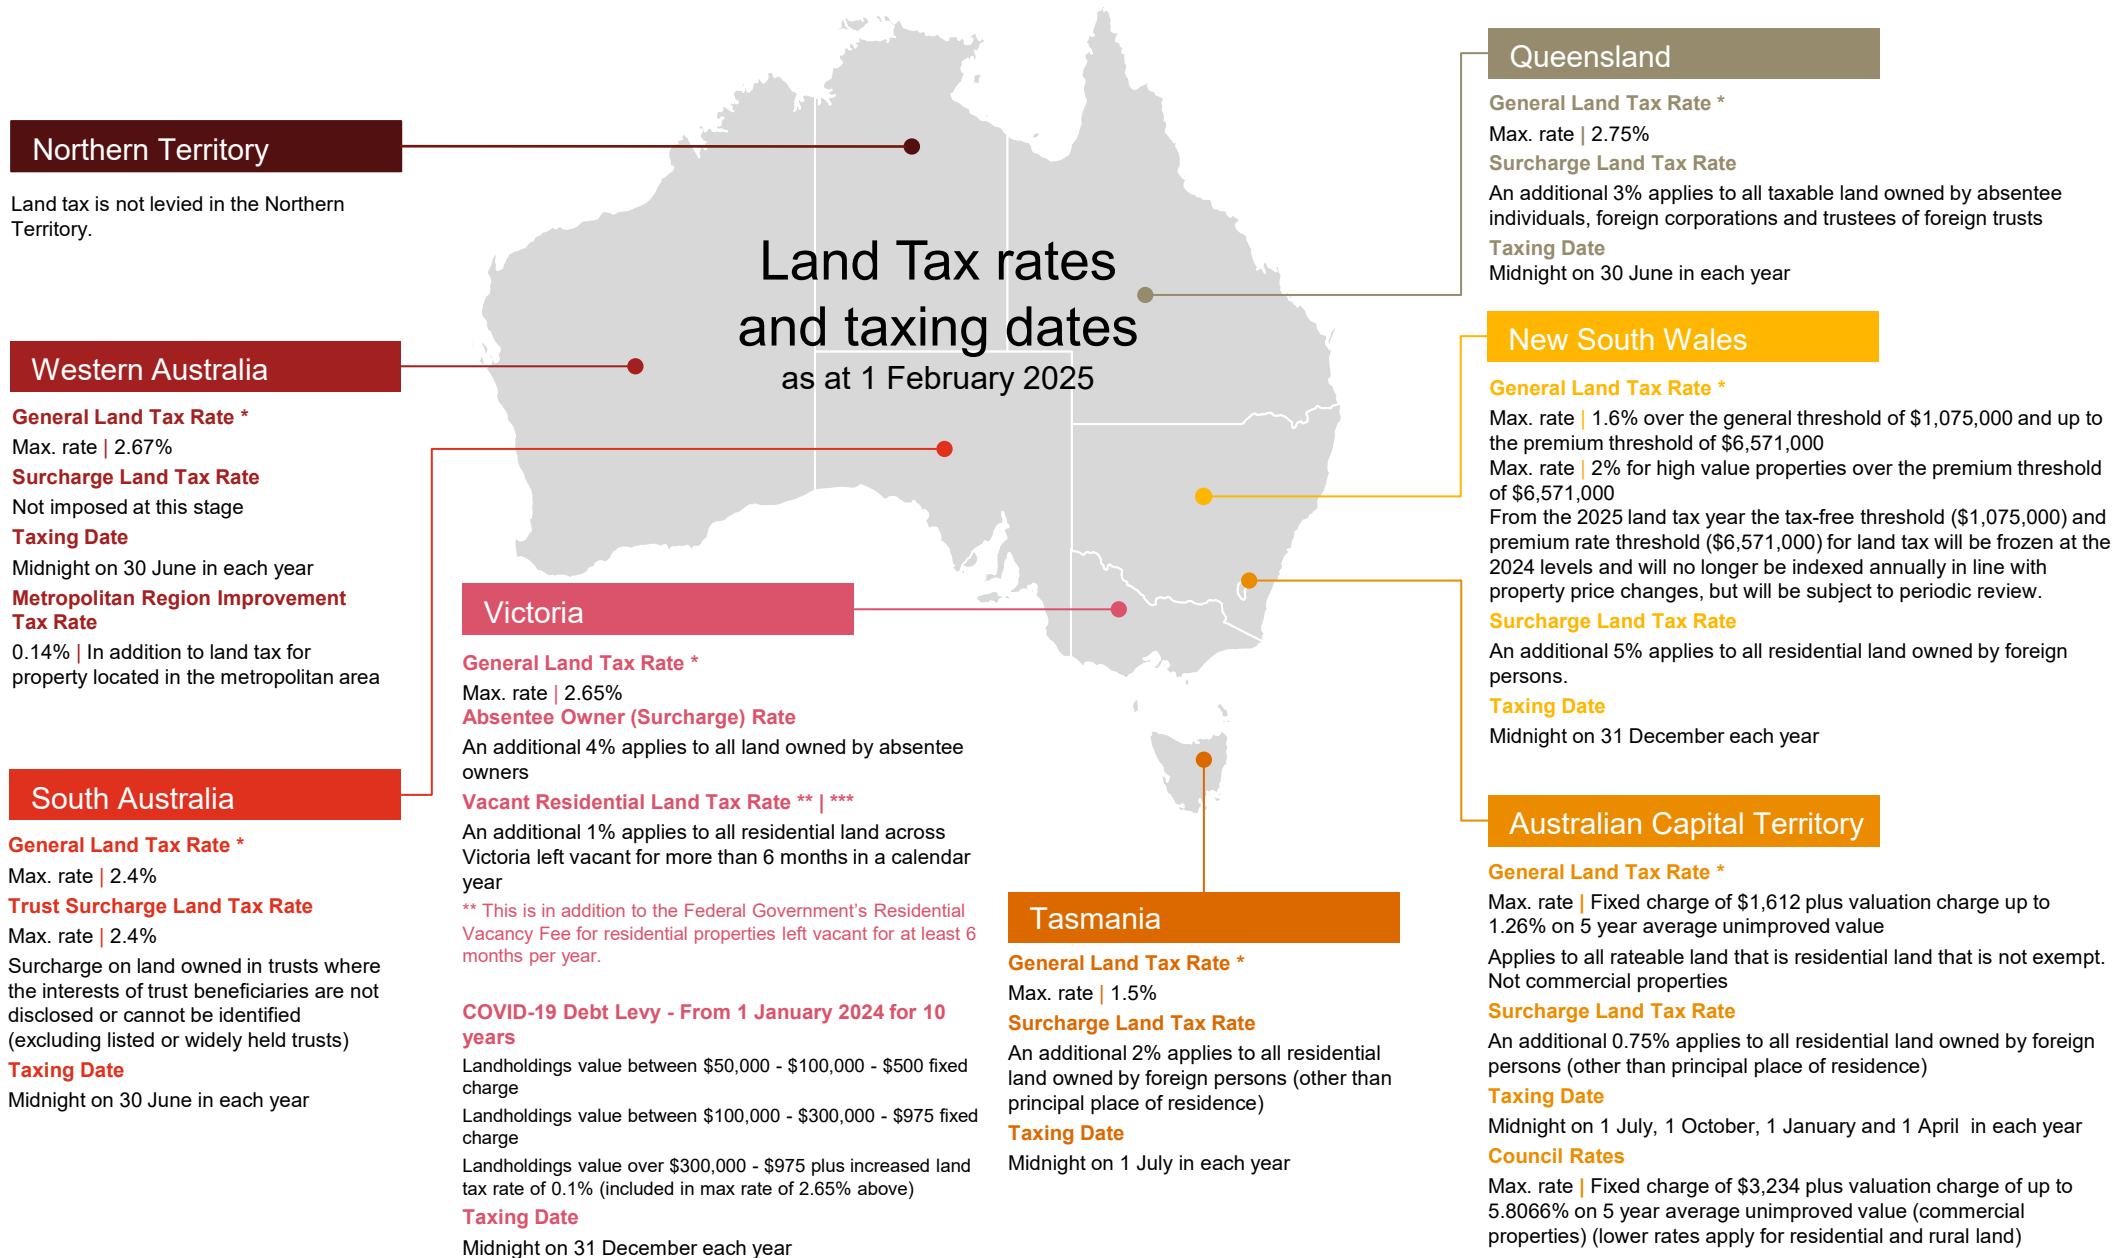 Land Tax rates
and taxing dates
as at 1 February 2025
Northern Territory
Land tax is not levied in the Northern
Territory.
Western Australia
General Land Tax Rate *
Max. rate | 2.67%
Surcharge Land Tax Rate
Not imposed at this stage
Taxing Date
Midnight on 30 June in each year
Metropolitan Region Improvement
Tax Rate
0.14% | In addition to land tax for
property located in the metropolitan area
South Australia
General Land Tax Rate *
Max. rate | 2.4%
Trust Surcharge Land Tax Rate
Max. rate | 2.4%
Surcharge on land owned in trusts where
the interests of trust beneficiaries are not
disclosed or cannot be identified
(excluding listed or widely held trusts)
Taxing Date
Midnight on 30 June in each year
Victoria
General Land Tax Rate *
Max. rate | 2.65%
Absentee Owner (Surcharge) Rate
An additional 4% applies to all land owned by absentee
owners
Vacant Residential Land Tax Rate ** | ***
An additional 1% applies to all residential land across
Victoria left vacant for more than 6 months in a calendar
year
** This is in addition to the Federal Government’s Residential
Vacancy Fee for residential properties left vacant for at least 6
months per year.
COVID-19 Debt Levy - From 1 January 2024 for 10
years
Landholdings value between $50,000 - $100,000 - $500 fixed
charge
Landholdings value between $100,000 - $300,000 - $975 fixed
charge
Landholdings value over $300,000 - $975 plus increased land
tax rate of 0.1% (included in max rate of 2.65% above)
Taxing Date
Midnight on 31 December each year
Tasmania
General Land Tax Rate *
Max. rate | 1.5%
Surcharge Land Tax Rate
An additional 2% applies to all residential
land owned by foreign persons (other than
principal place of residence)
Taxing Date
Midnight on 1 July in each year
Queensland
General Land Tax Rate *
Max. rate | 2.75%
Surcharge Land Tax Rate
An additional 3% applies to all taxable land owned by absentee
individuals, foreign corporations and trustees of foreign trusts
Taxing Date
Midnight on 30 June in each year
New South Wales
General Land Tax Rate *
Max. rate | 1.6% over the general threshold of $1,075,000 and up to
the premium threshold of $6,571,000
Max. rate | 2% for high value properties over the premium threshold
of $6,571,000
From the 2025 land tax year the tax-free threshold ($1,075,000) and
premium rate threshold ($6,571,000) for land tax will be frozen at the
2024 levels and will no longer be indexed annually in line with
property price changes, but will be subject to periodic review.
Surcharge Land Tax Rate
An additional 5% applies to all residential land owned by foreign
persons.
Taxing Date
Midnight on 31 December each year
Australian Capital Territory
General Land Tax Rate *
Max. rate | Fixed charge of $1,612 plus valuation charge up to
1.26% on 5 year average unimproved value
Applies to all rateable land that is residential land that is not exempt.
Not commercial properties
Surcharge Land Tax Rate
An additional 0.75% applies to all residential land owned by foreign
persons (other than principal place of residence)
Taxing Date
Midnight on 1 July, 1 October, 1 January and 1 April  in each year
Council Rates
Max. rate | Fixed charge of $3,234 plus valuation charge of up to
5.8066% on 5 year average unimproved value (commercial
properties) (lower rates apply for residential and rural land)